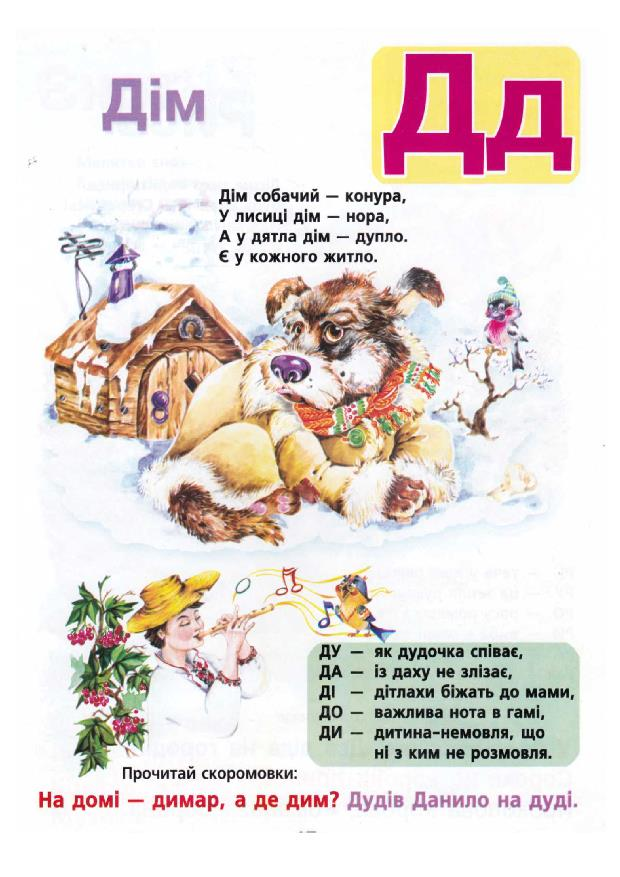 Дім
Дд
Дім собачий — конура,
У лисиці дім — нора,
А у дятла дім — дупло.
Є у кожного житло.
ДУ — як дудочка співає,
ДА — із даху не злізає,
ДІ — дітлахи біжать до мами,
ДО — важлива нота в гамі,
ДИ — дитина-немовля, що
ні з ким не розмовля.
Прочитай скоромовки:
На домі — димар, а де дим? Дудів Данило на дуді.